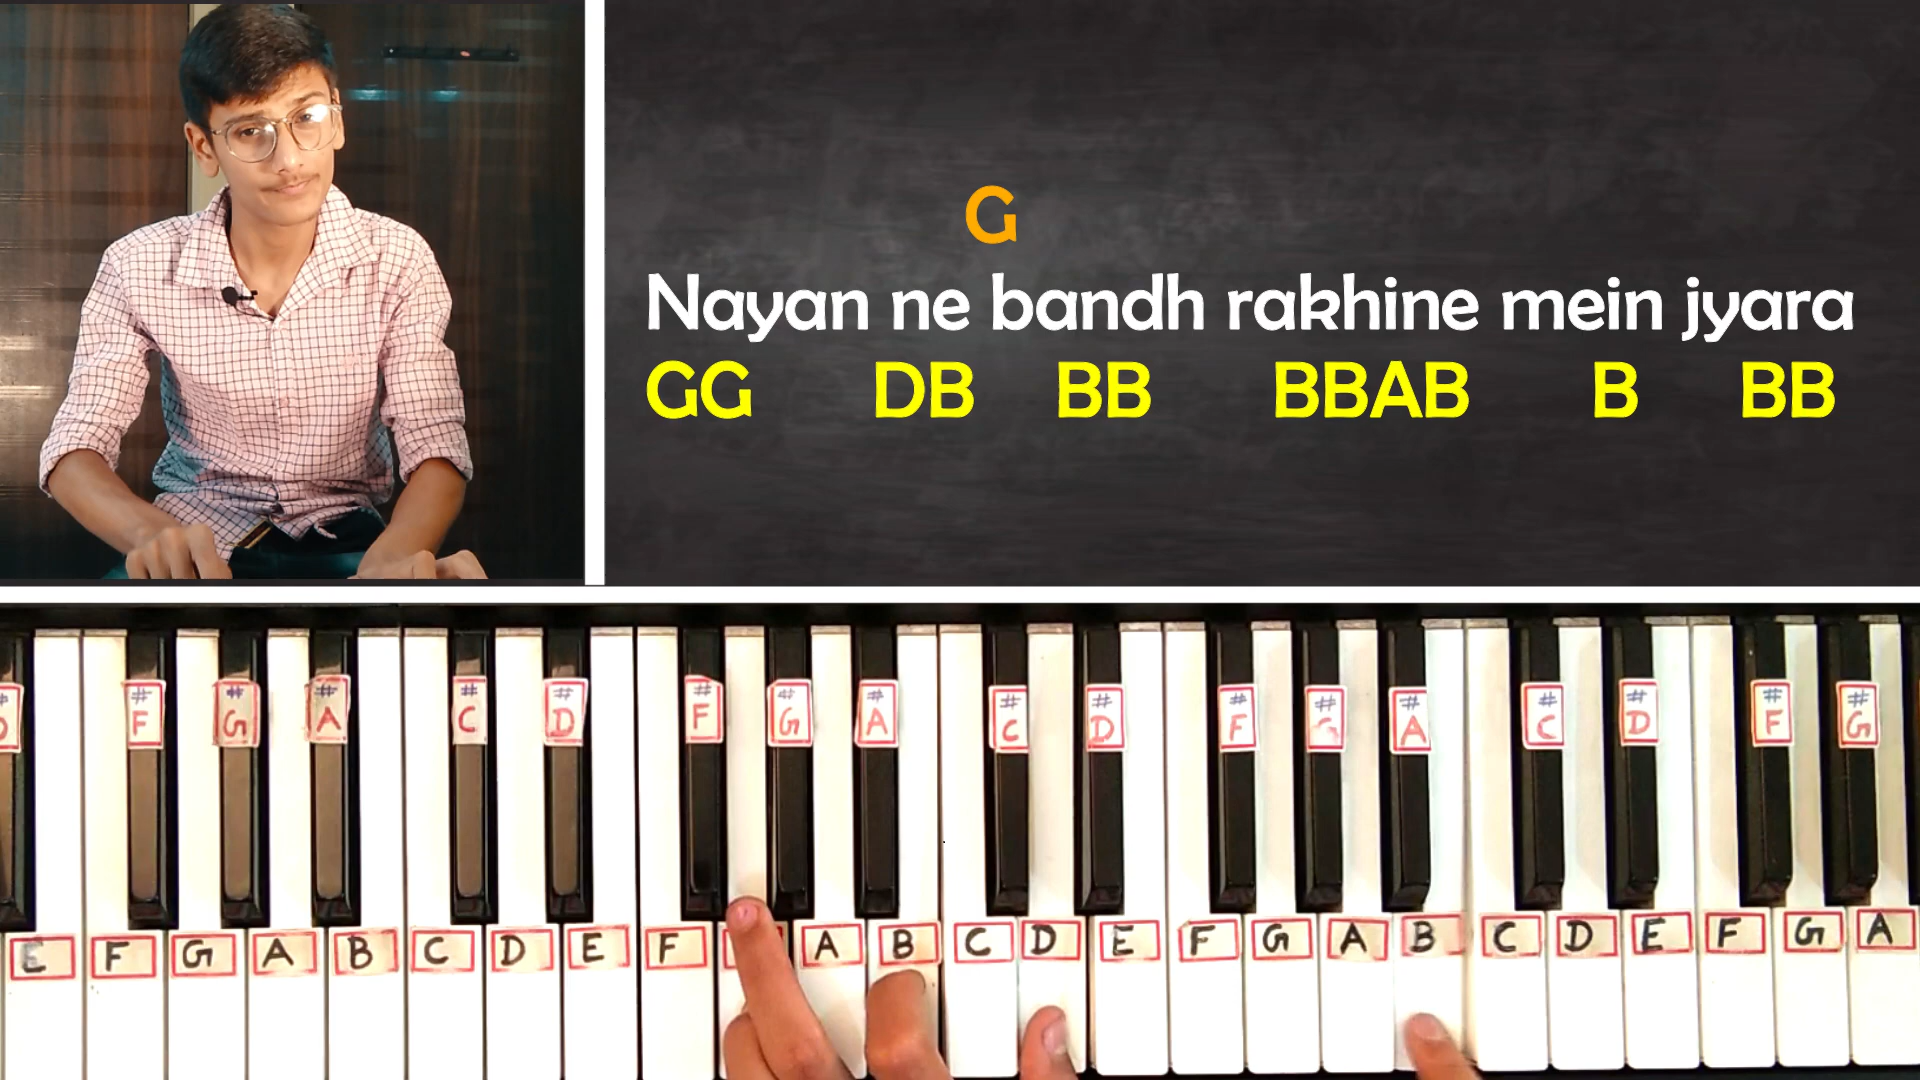 G
Nayan ne bandh rakhine mein jyara
GG DB BB BBAB B BB
# # # # # # # # # # # # # # # # # #
D F G A C D F G A C D F G A C D F G
E F G A B C D E F A B C D E F G A B C D E F G A